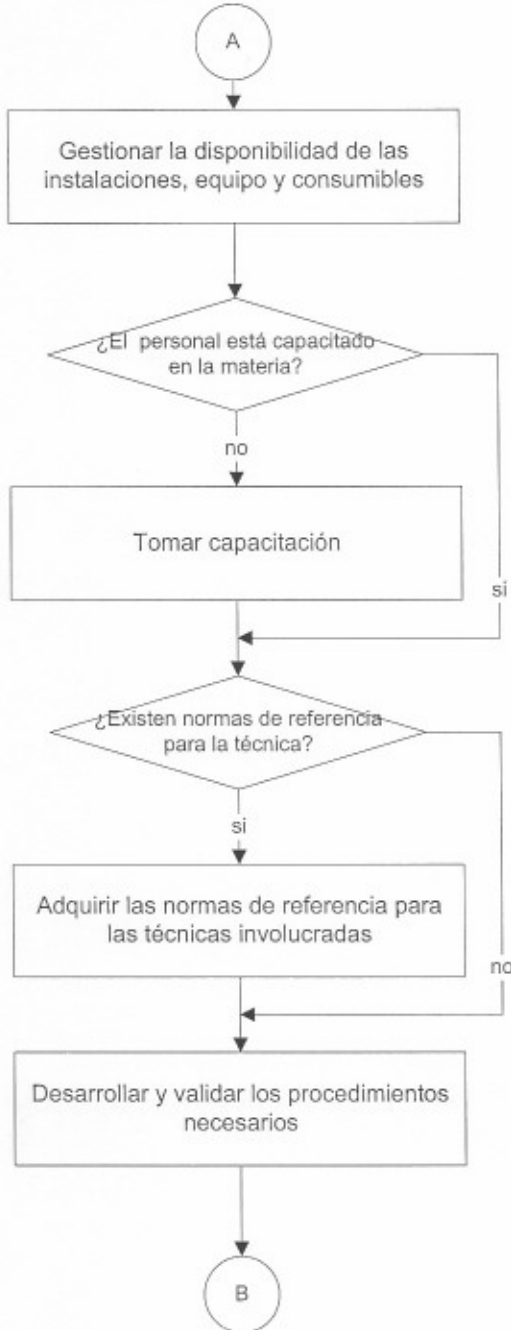 A
Gestionar la disponibilidad de las
instalaciones, equipo y consumibles
¿El personal está capacitado
en la materia?
no
Tomar capacitación
si
¿Existen normas de referencia
para la técnica?
si
Adquirir las normas de referencia para
las técnicas involucradas
no
Desarrollar y validar los procedimientos
necesarios
B